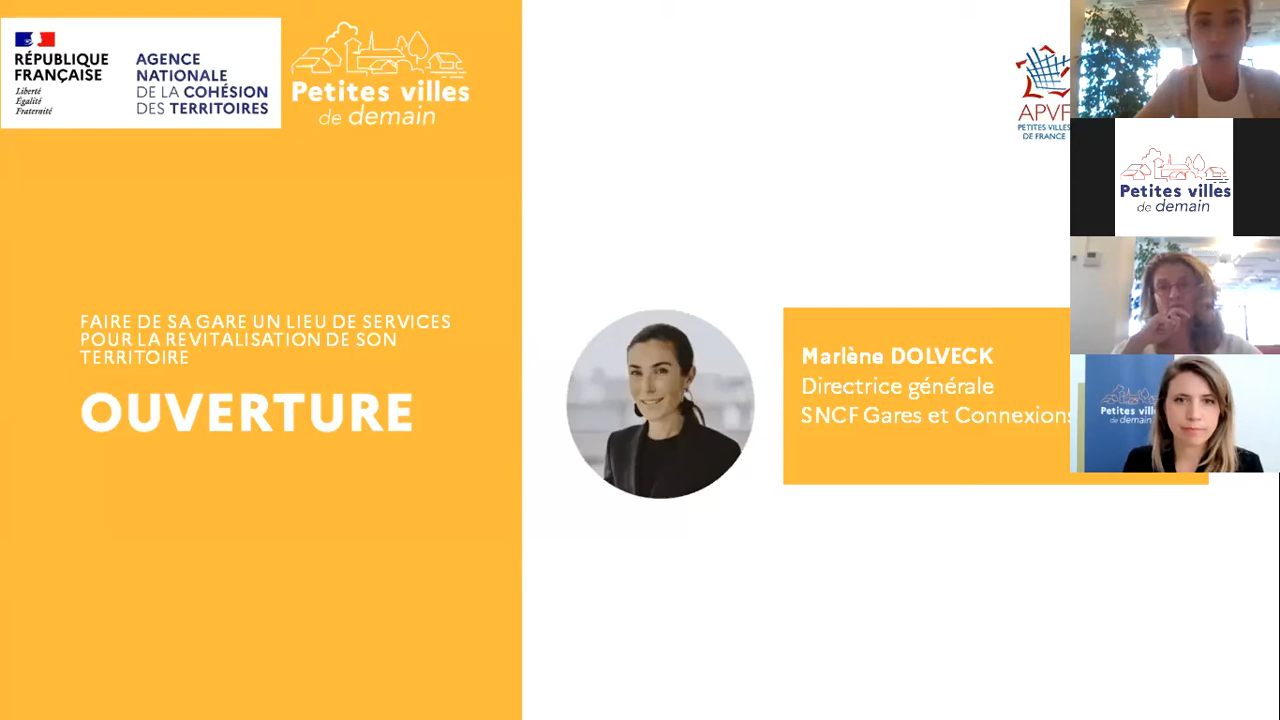 RÉPUBLIQUE
FRANÇAISE
Liberté
Égalité
Fraternité
AGENCE
NATIONALE
DE LA COHÉSION
DES TERRITOIRES
Petites villes
de demain
APVF
PETITES VILLES
DE FRANCE
Petites villes
de demain
FAIRE DE SA GARE UN LIEU DE SERVICES
POUR LA REVITALISATION DE SON
TERRITOIRE
OUVERTURE
Marlène DOLVECK
Directrice générale
SNCF Gares et Connexions
Petites ville
de demain